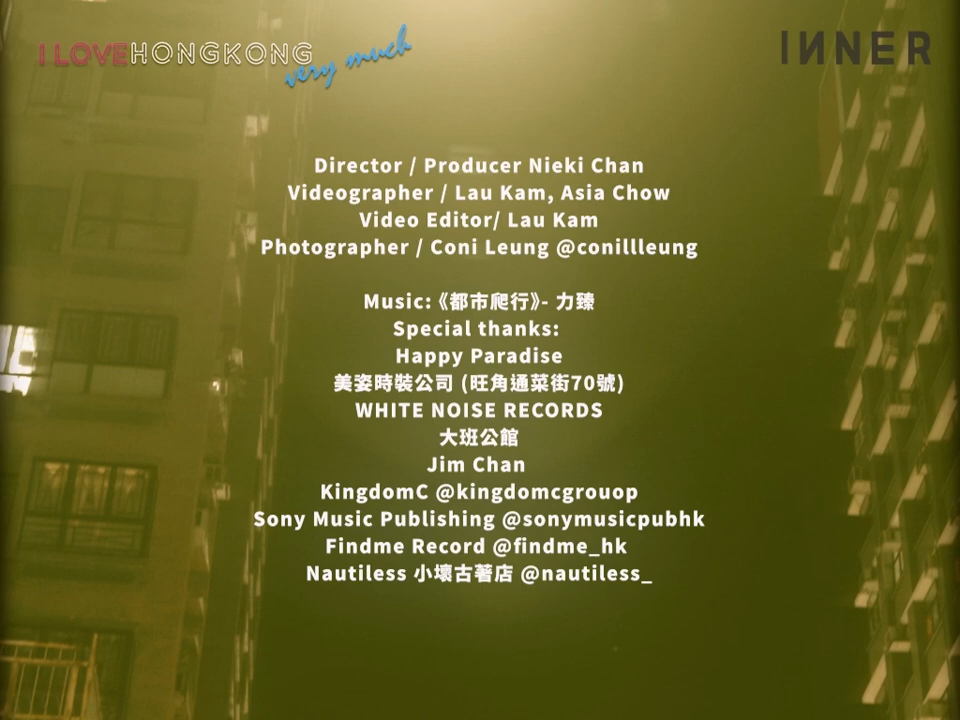 I LOVEHONGKONG very much
INNER
Director / Producer Nieki Chan
Videographer / Lau Kam, Asia Chow
Video Editor/ Lau Kam
Photographer / Coni Leung @conillleung
Music:《都市爬行》- 力臻
Special thanks:
Happy Paradise
美姿時裝公司 (旺角通菜街70號)
WHITE NOISE RECORDS
大班公館
Jim Chan
KingdomC @kingdomcgrouop
Sony Music Publishing @sonymusicpubhk
Findme Record @findme_hk
Nautiless 小壞古著店 @nautiless_